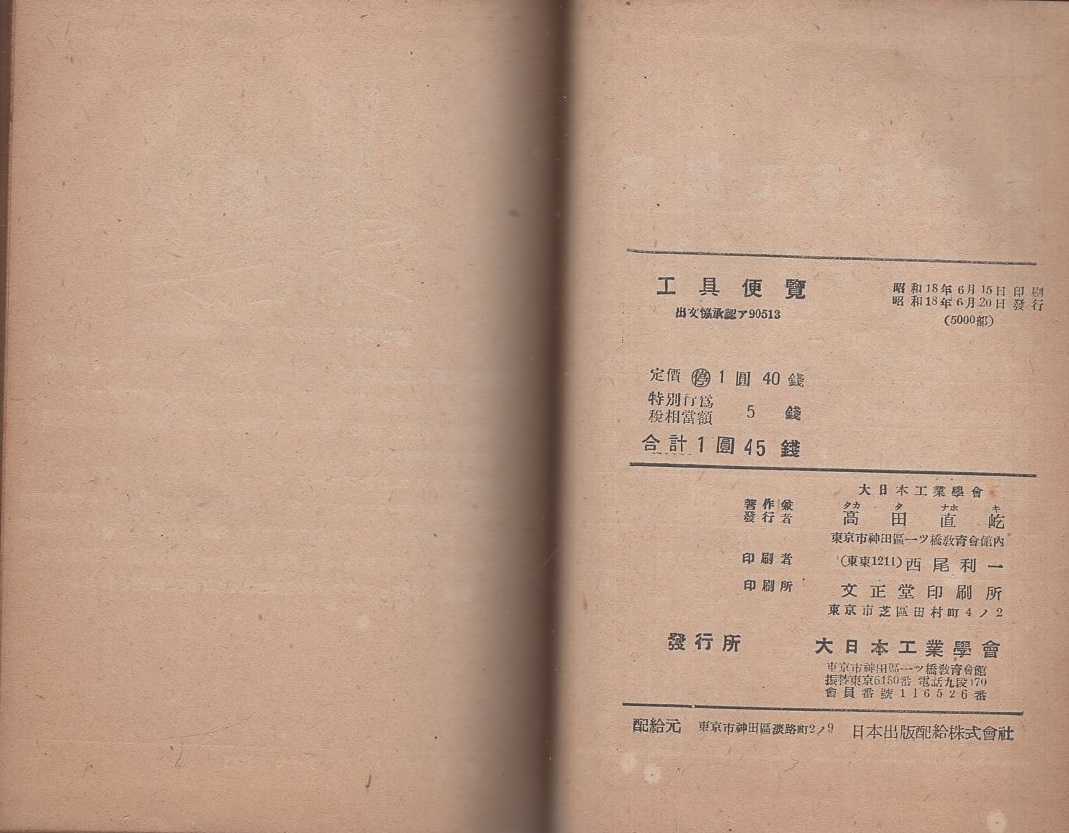 工具便覽
出文協承認ア90513
昭和18年6月15日印刷
昭和18年6月20日發行
(5000部)
定價 停 1圓40錢
特別行爲
税相當額 5錢
合計1圓45錢
大日本工業學會
著作兼
發行者
タカ タ ナホ キ
高田直屹
東京市神田區一ツ橋敎育會館内
印刷者 (東東1211) 西尾利一
印刷所 文正堂印刷所
東京市芝區田村町4ノ2
發行所 大日本工業學會
東京市神田區一ツ橋敎育會館
振替東京6180番 電話九段170
會員番號116526番
配給元 東京市神田區淡路町2ノ9 日本出版配給株式會社